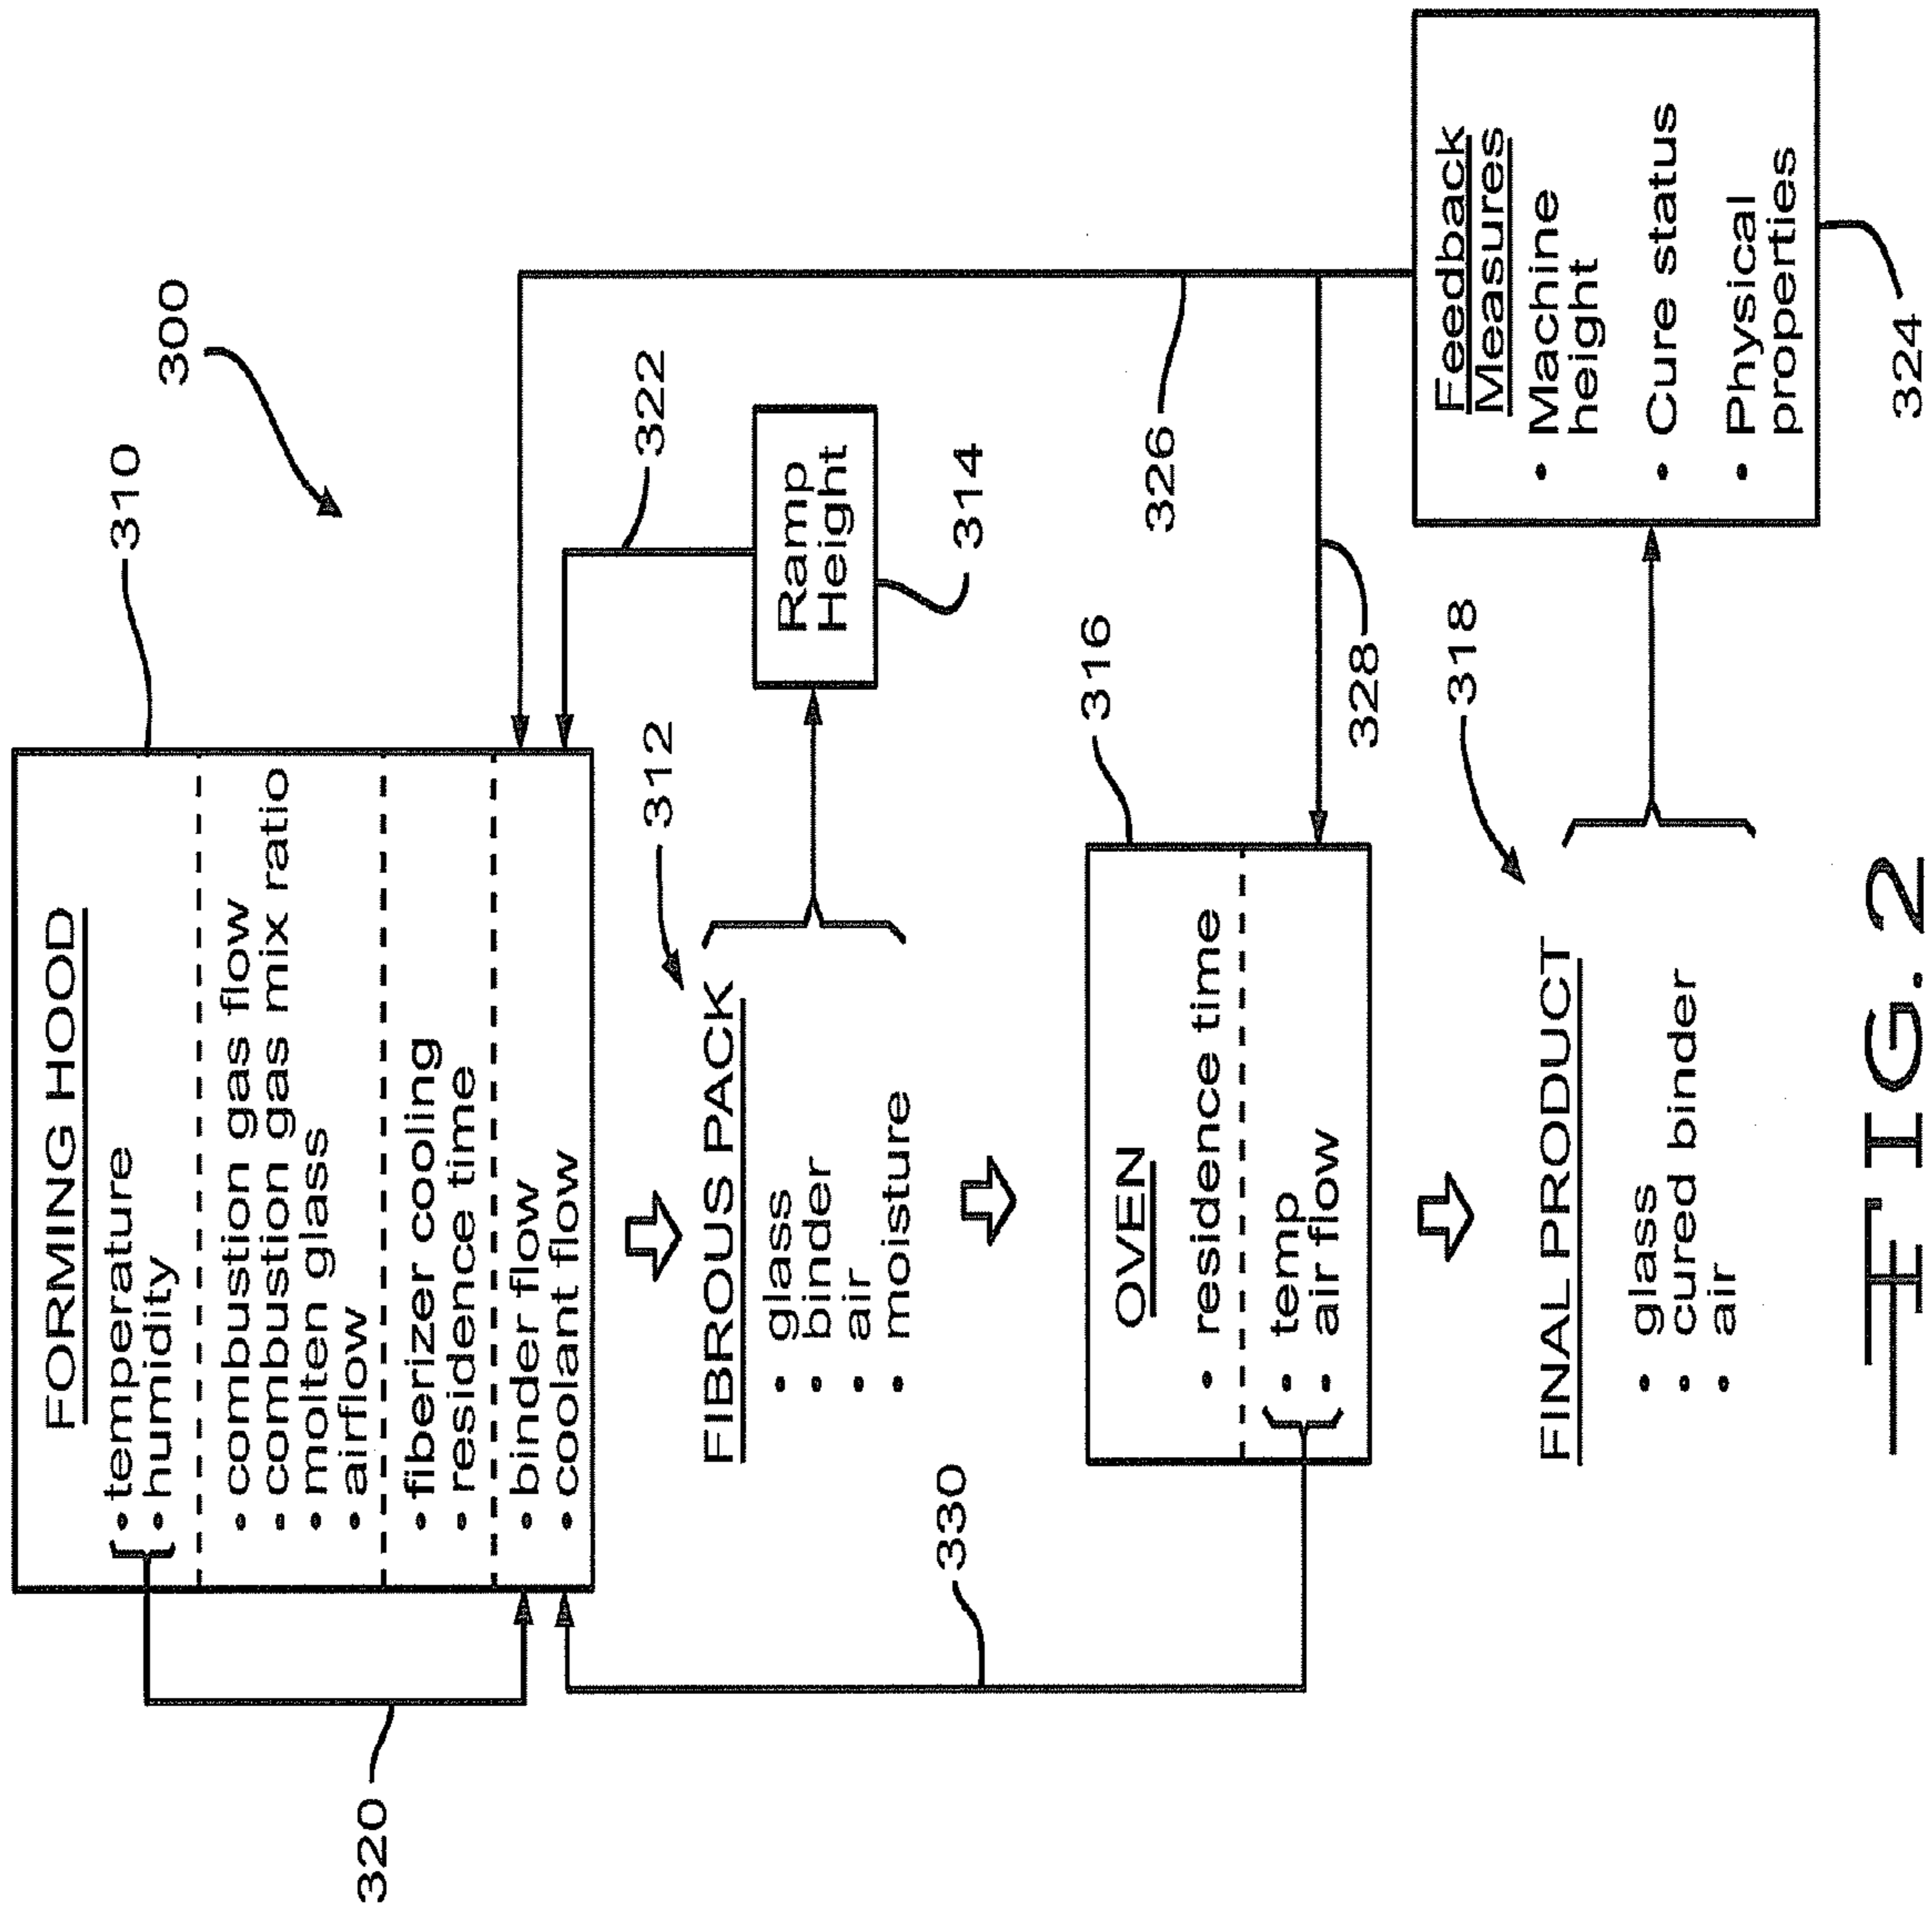 300
FORMING HOOD
• temperature
• humidity
• combustion gas flow
• combustion gas mix ratio
• molten glass
• airflow
• fiberizer cooling
• residence time
• binder flow
• coolant flow
310
320
322
FIBROUS PACK
312
• glass
• binder
• air
• moisture
Ramp
Height
314
326
330
OVEN
316
• residence time
• temp
• air flow
328
FINAL PRODUCT
318
• glass
• cured binder
• air
Feedback
Measures
• Machine
height
• Cure status
• Physical
properties
324
FIG. 2